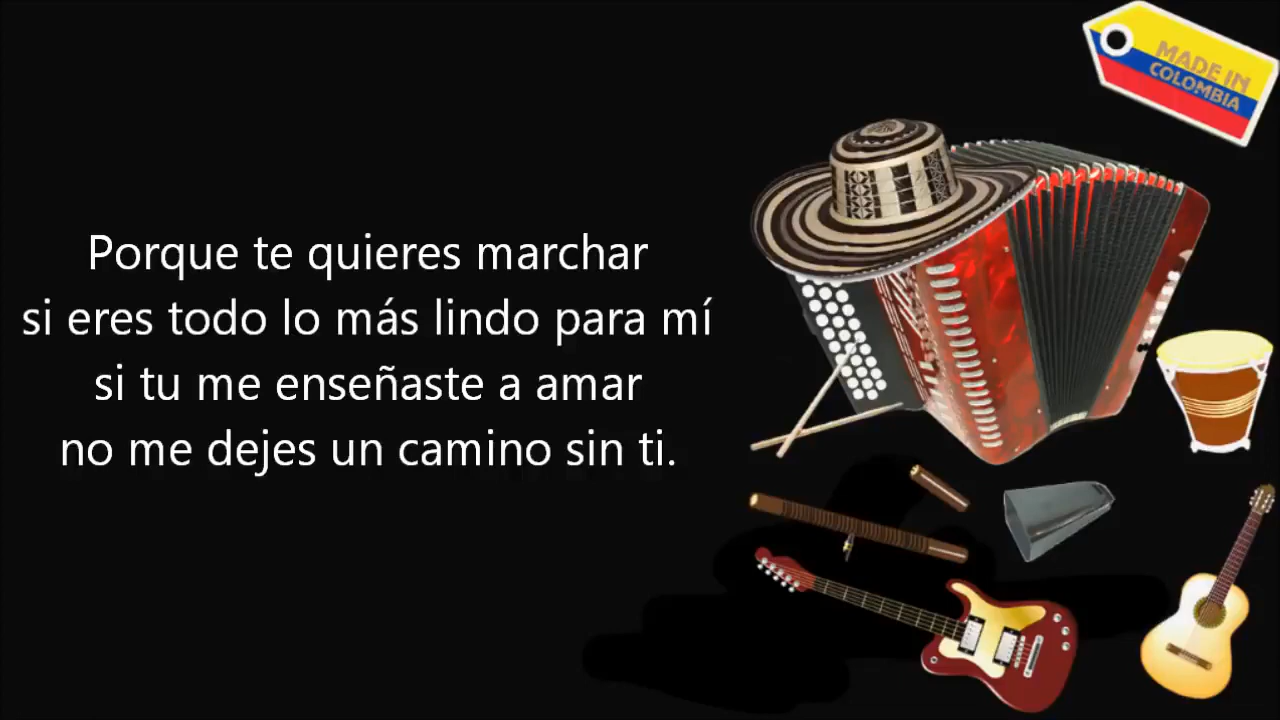 MADE IN
COLOMBIA
Porque te quieres marchar
si eres todo lo más lindo para mí
si tu me enseñaste a amar
no me dejes un camino sin ti.